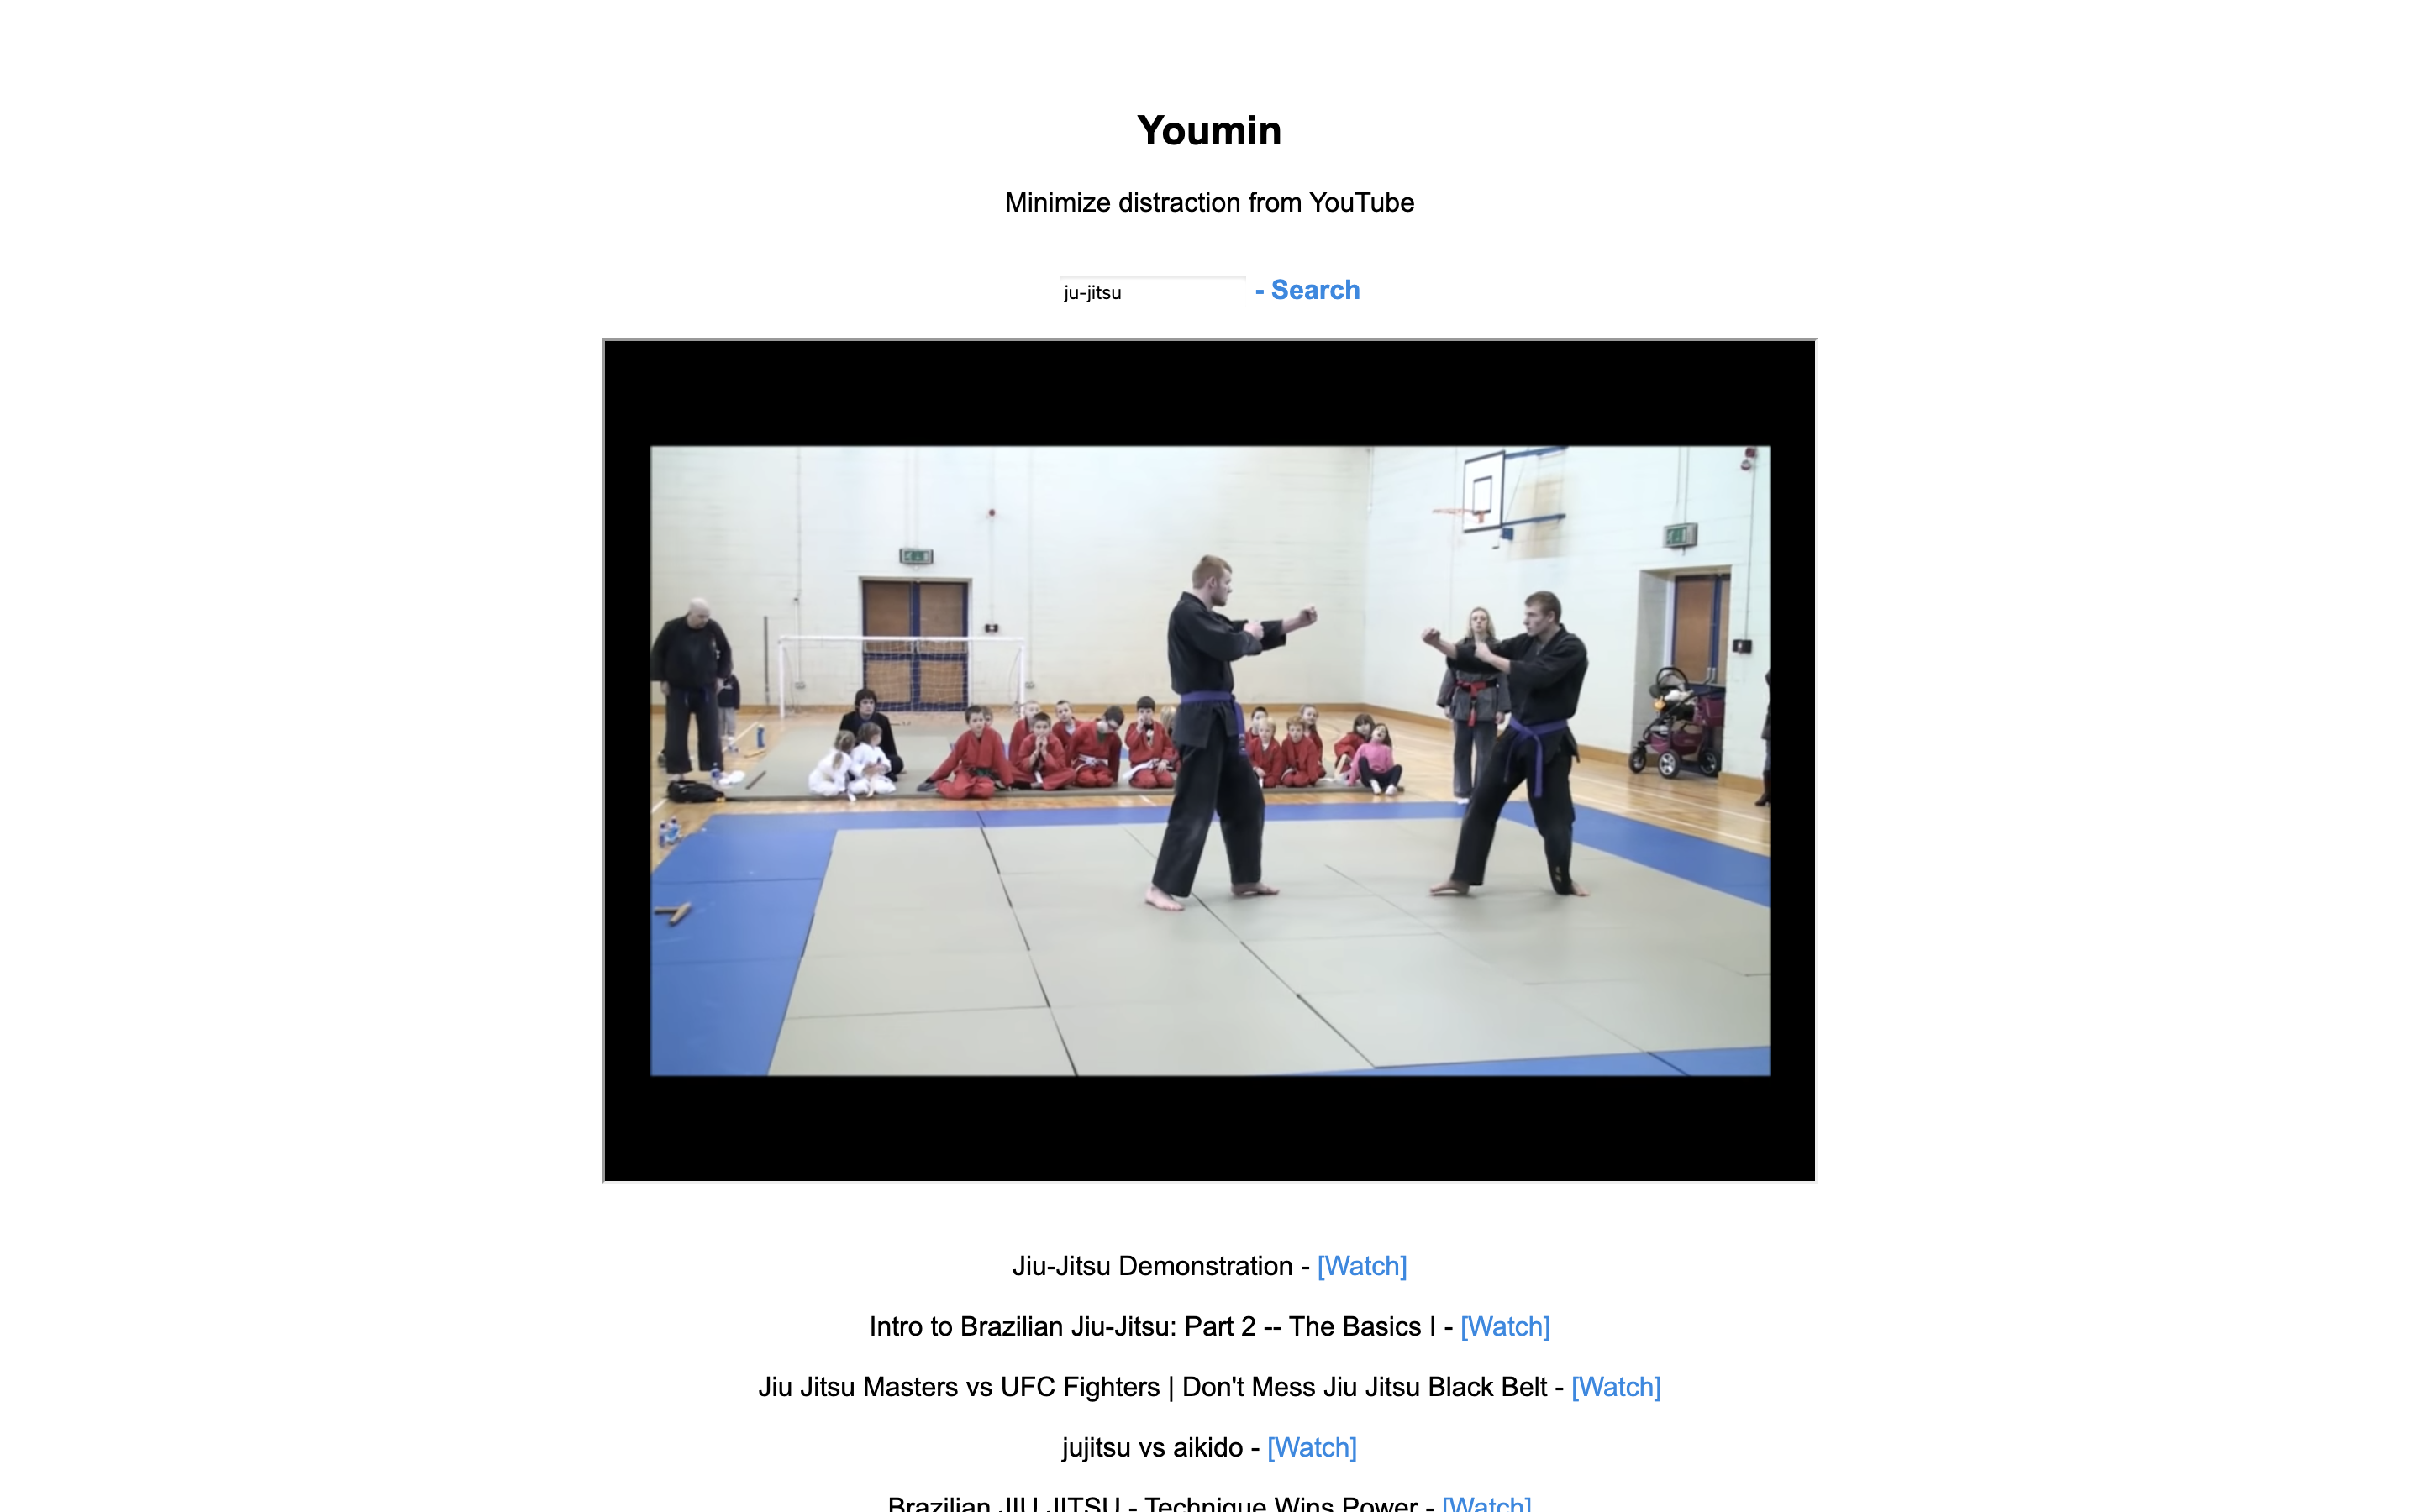 Youmin
Minimize distraction from YouTube
ju-jitsu - Search
Jiu-Jitsu Demonstration - [Watch]
Intro to Brazilian Jiu-Jitsu: Part 2 -- The Basics I - [Watch]
Jiu Jitsu Masters vs UFC Fighters | Don't Mess Jiu Jitsu Black Belt - [Watch]
jujitsu vs aikido - [Watch]
Brazilian JIU JITSU - Technique Wins Power - [Watch]